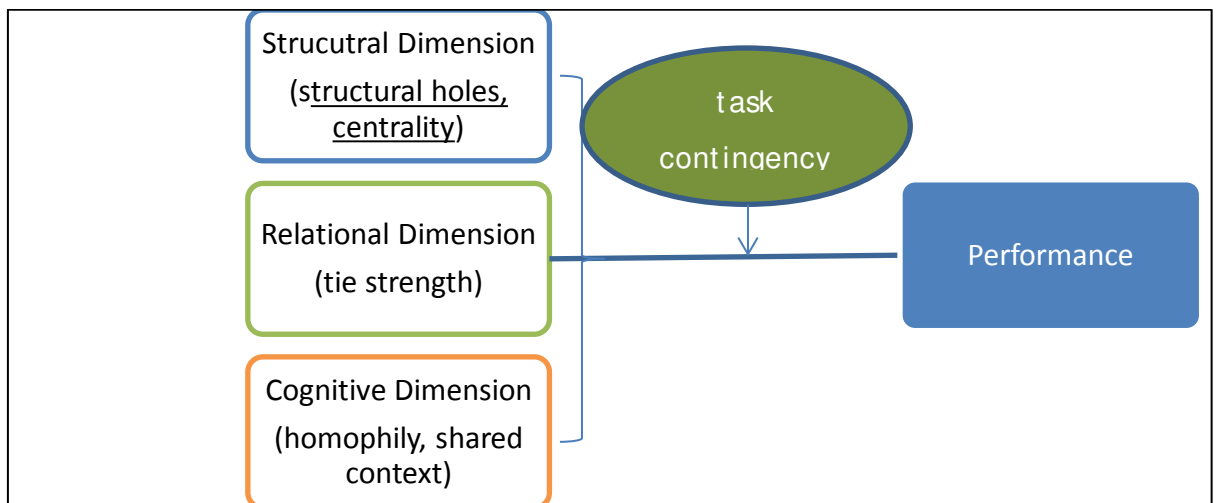 Strucutral Dimension
(structural holes,
centrality)
task
contingency
Relational Dimension
(tie strength)
Performance
Cognitive Dimension
(homophily, shared
context)